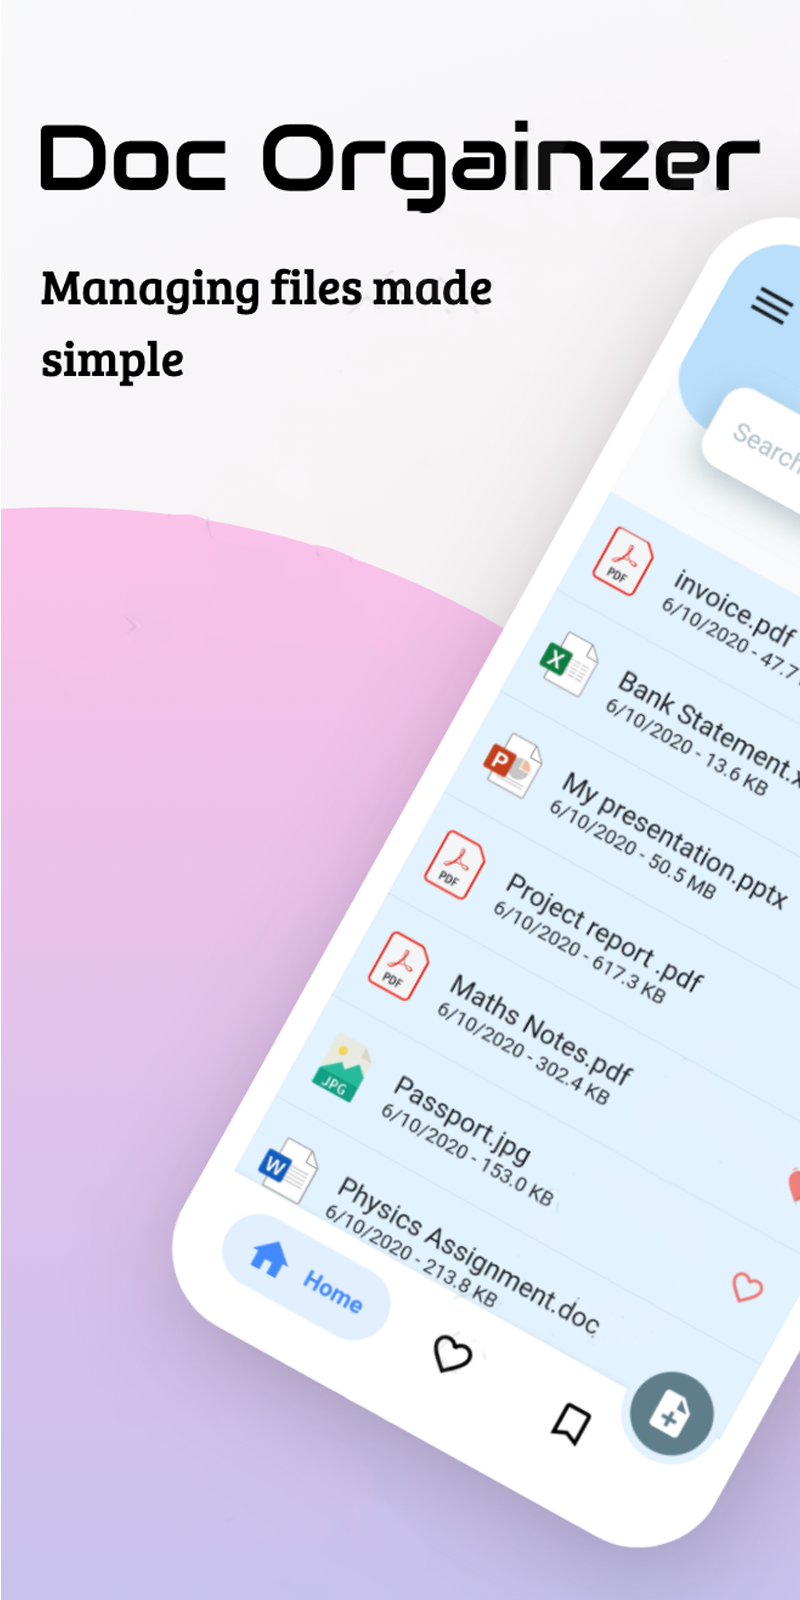 Doc Orgainzer
Managing files made
simple
Search
PDF
invoice.pdf
6/10/2020 - 47.7
X
Bank Statement.x
6/10/2020 - 13.6 KB
P
My presentation.pptx
6/10/2020 - 50.5 MB
PDF
Project report .pdf
6/10/2020 - 617.3 KB
PDF
Maths Notes.pdf
6/10/2020 - 302.4 KB
JPG
Passport.jpg
6/10/2020 - 153.0 KB
W
Physics Assignment.doc
6/10/2020 - 213.8 KB
Home